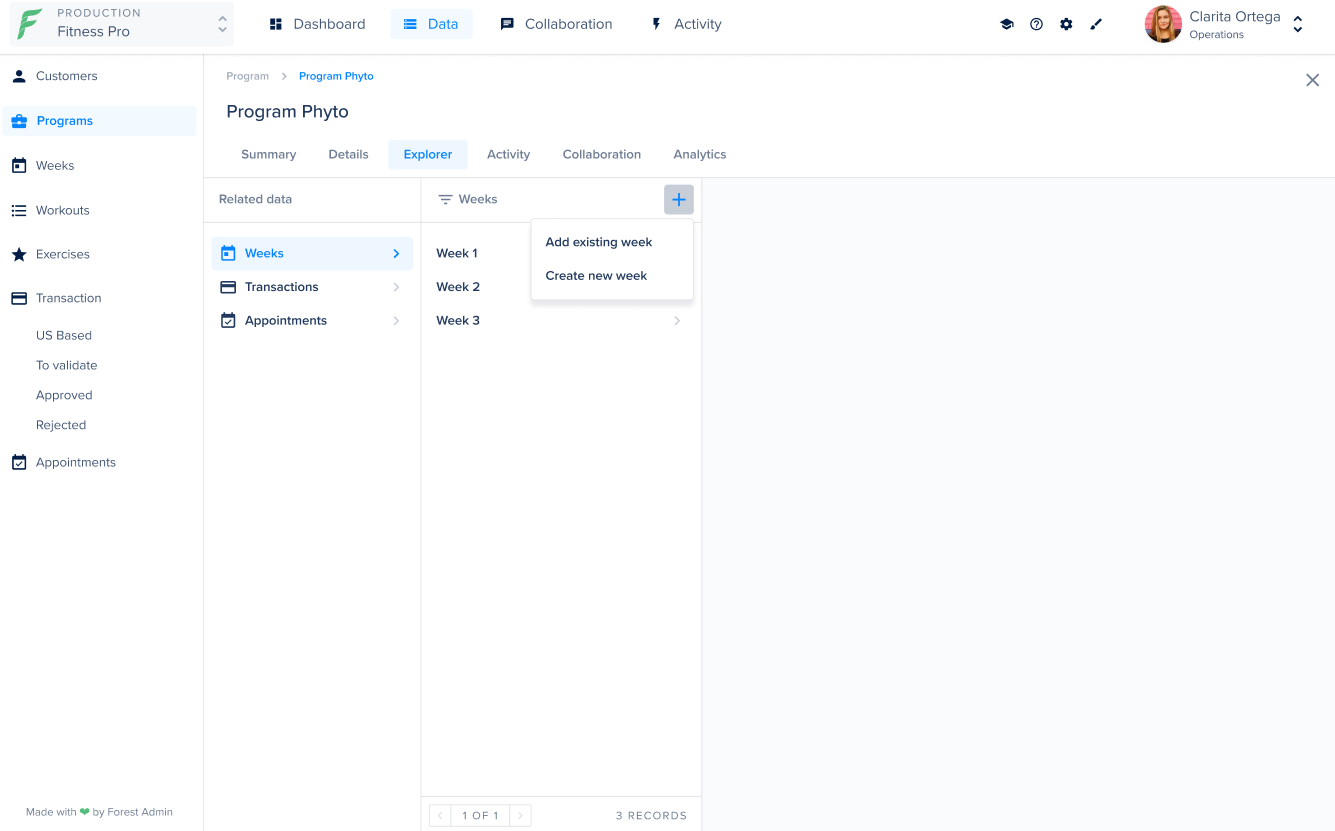 PRODUCTION
Fitness Pro
Dashboard
Data
Collaboration
Activity
Clarita Ortega
Operations
Customers
Programs
Weeks
Workouts
Exercises
Transaction
US Based
To validate
Approved
Rejected
Appointments
Made with ❤ by Forest Admin
Program > Program Phyto
Program Phyto
Summary
Details
Explorer
Activity
Collaboration
Analytics
Related data
Weeks
Transactions
Appointments
Weeks
Add existing week
Create new week
Week 1
Week 2
Week 3
1 OF 1
3 RECORDS